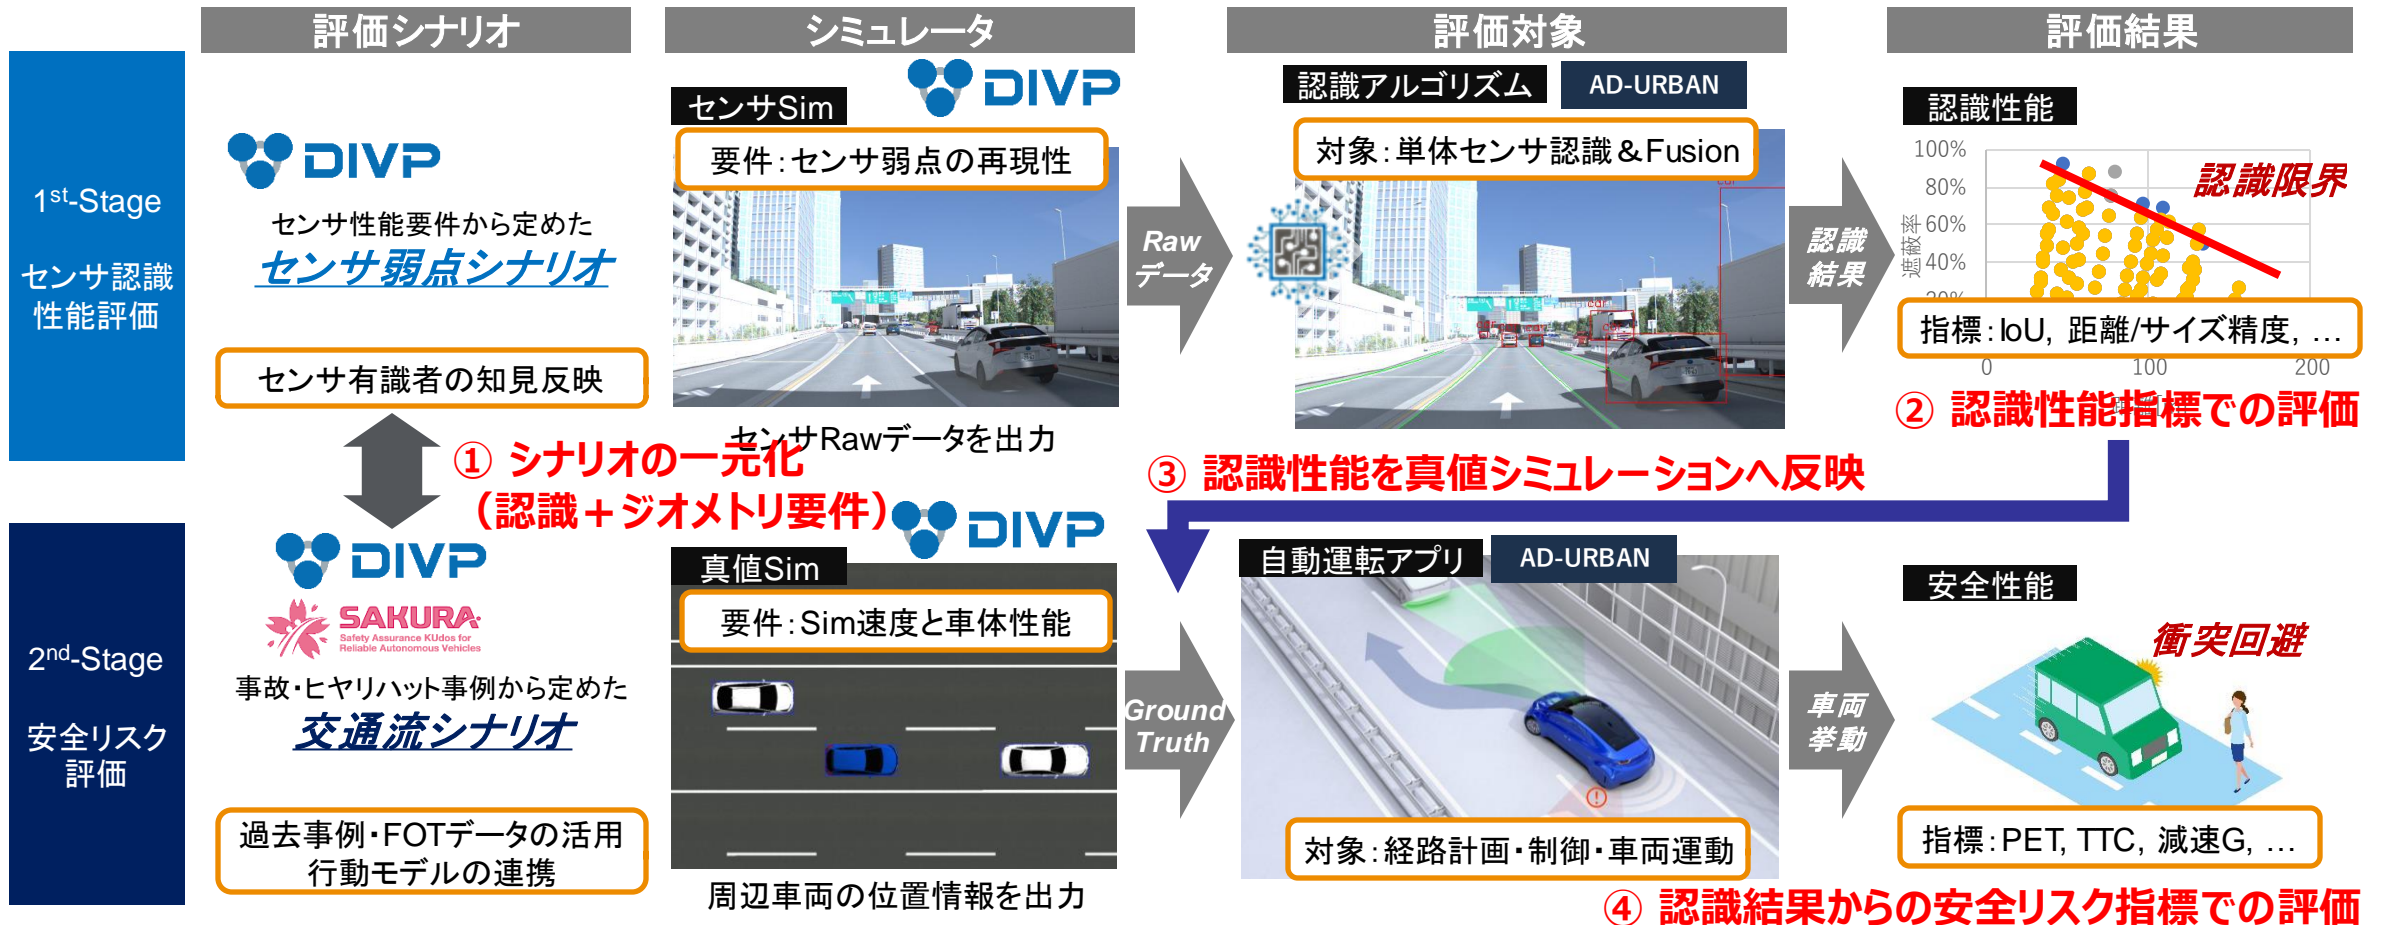 評価シナリオ
シミュレータ
評価対象
評価結果
1st-Stage
センサ認識
性能評価
DIVP
センサ性能要件から定めた
センサ弱点シナリオ
センサ有識者の知見反映
センサSim
DIVP
要件：センサ弱点の再現性
センサRawデータを出力
Raw
データ
認識アルゴリズム
AD-URBAN
対象：単体センサ認識＆Fusion
認識
結果
認識性能
100%
80%
60%
40%
遮蔽率
認識限界
指標：IoU, 距離/サイズ精度, …
0
100
200
② 認識性能指標での評価
① シナリオの一元化
（認識＋ジオメトリ要件）
③ 認識性能を真値シミュレーションへ反映
2nd-Stage
安全リスク
評価
DIVP
SAKURA
Safety Assurance KUdos for
Reliable Autonomous Vehicles
事故・ヒヤリハット事例から定めた
交通流シナリオ
過去事例・FOTデータの活用
行動モデルの連携
真値Sim
DIVP
要件：Sim速度と車体性能
周辺車両の位置情報を出力
Ground
Truth
自動運転アプリ
AD-URBAN
対象：経路計画・制御・車両運動
車両
挙動
安全性能
衝突回避
指標：PET, TTC, 減速G, …
④ 認識結果からの安全リスク指標での評価